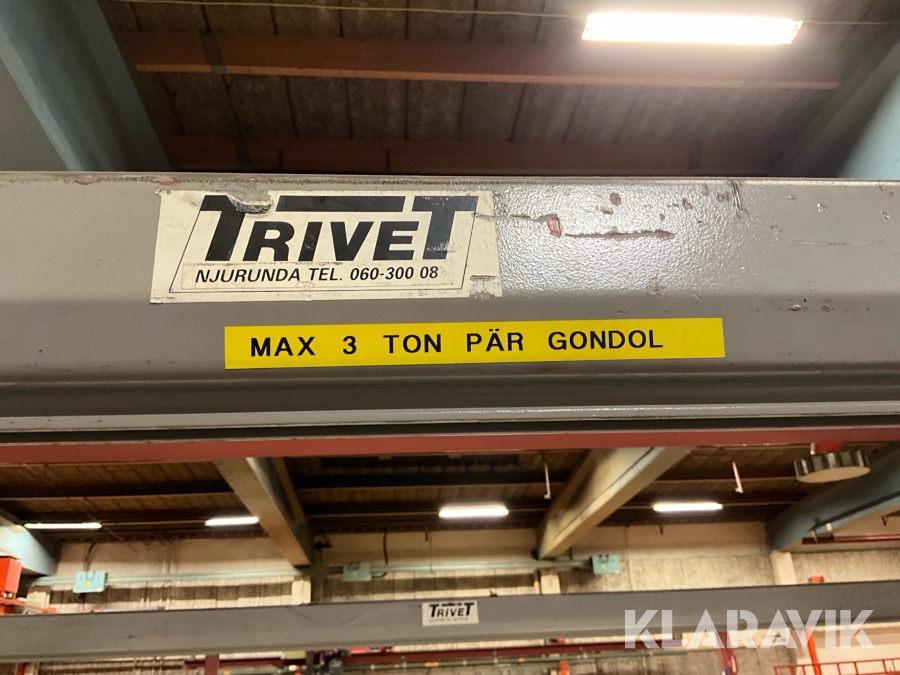 TRIVET
NJURUNDA TEL. 060-300 08
MAX 3 TON PÄR GONDOL
TRIVET
KLARAVIK